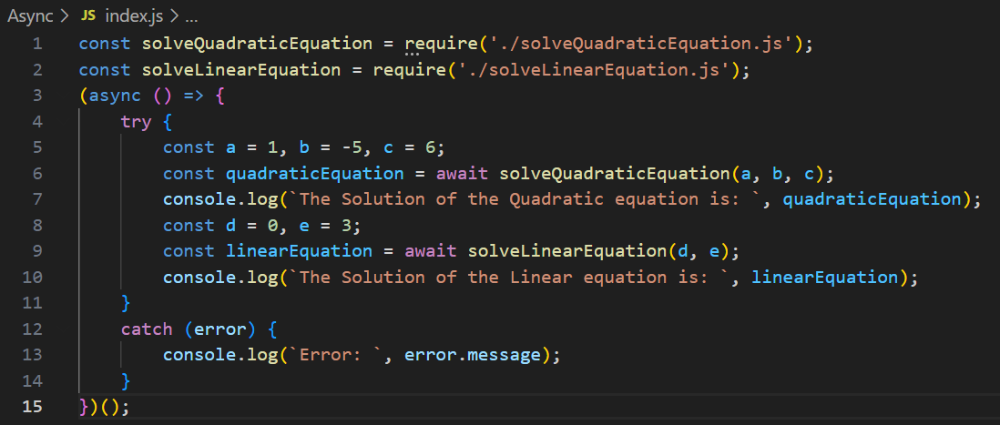 Async > JS index.js > ...
1 const solveQuadraticEquation = require('./solveQuadraticEquation.js');
2 const solveLinearEquation = require('./solveLinearEquation.js');
3 (async () => {
4     try {
5         const a = 1, b = -5, c = 6;
6         const quadraticEquation = await solveQuadraticEquation(a, b, c);
7         console.log(`The Solution of the Quadratic equation is: `, quadraticEquation);
8         const d = 0, e = 3;
9         const linearEquation = await solveLinearEquation(d, e);
10         console.log(`The Solution of the Linear equation is: `, linearEquation);
11     }
12     catch (error) {
13         console.log(`Error: `, error.message);
14     }
15 })();